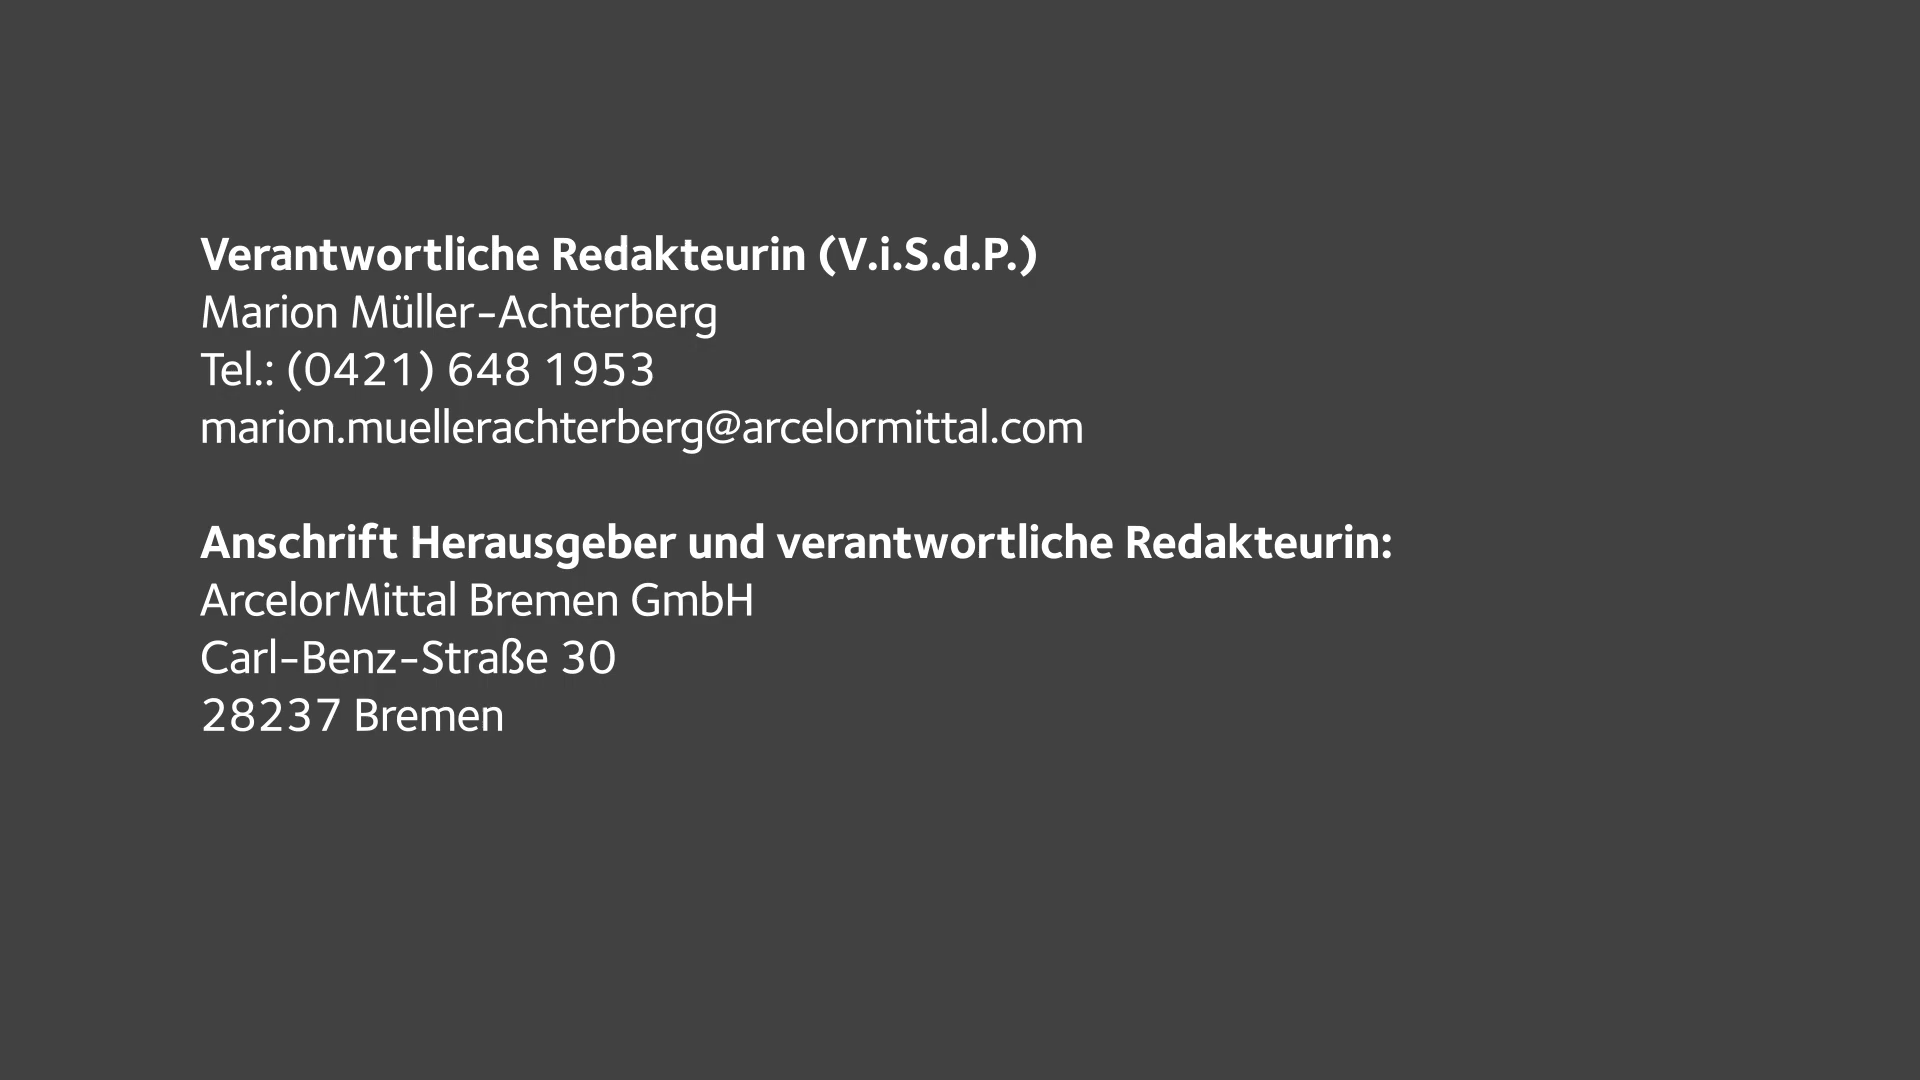 Verantwortliche Redakteurin (V.i.S.d.P.)
Marion Müller-Achterberg
Tel.: (0421) 648 1953
marion.muellerachterberg@arcelormittal.com
Anschrift Herausgeber und verantwortliche Redakteurin:
ArcelorMittal Bremen GmbH
Carl-Benz-Straße 30
28237 Bremen